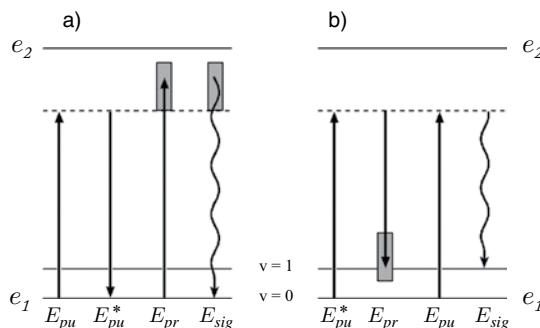 a)
b)
e2
e2
v = 1
e1
v = 0
e1
Epu
E*pu
Epr
Esig
E*pu
Epr
Epu
Esig